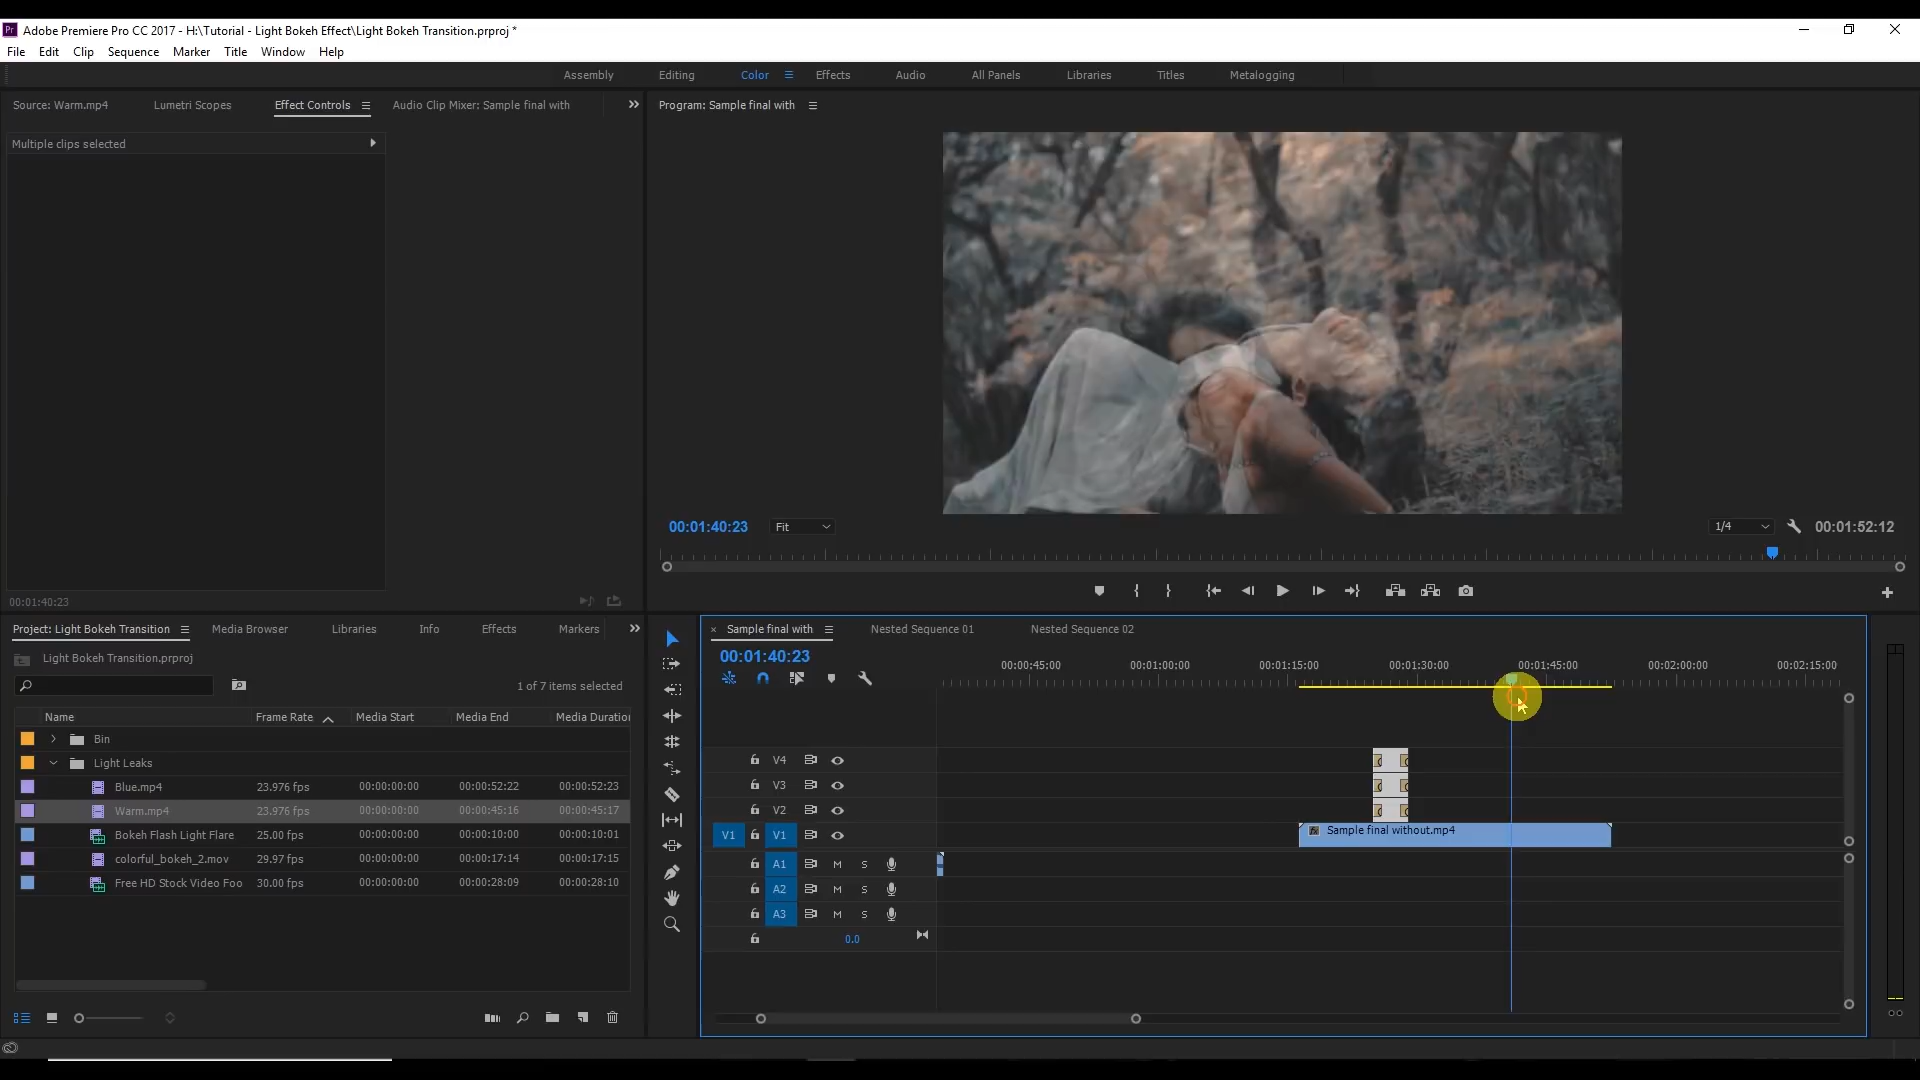 Pr Adobe Premiere Pro CC 2017 - H:\Tutorial - Light Bokeh Effect\Light Bokeh Transition.prproj *
File Edit Clip Sequence Marker Title Window Help
Assembly Editing Color Effects Audio All Panels Libraries Titles Metalogging
Source: Warm.mp4 Lumetri Scopes Effect Controls Audio Clip Mixer: Sample final with
Program: Sample final with
Multiple clips selected
00:01:40:23 Fit 1/4 00:01:52:12
00:01:40:23
Project: Light Bokeh Transition Media Browser Libraries Info Effects Markers
Light Bokeh Transition.prproj
1 of 7 items selected
Name Frame Rate Media Start Media End Media Duratio
Bin
Light Leaks
Blue.mp4 23.976 fps 00:00:00:00 00:00:52:22 00:00:52:23
Warm.mp4 23.976 fps 00:00:00:00 00:00:45:16 00:00:45:17
Bokeh Flash Light Flare 25.00 fps 00:00:00:00 00:00:10:00 00:00:10:01
colorful_bokeh_2.mov 29.97 fps 00:00:00:00 00:00:17:14 00:00:17:15
Free HD Stock Video Foo 30.00 fps 00:00:00:00 00:00:28:09 00:00:28:10
Sample final with Nested Sequence 01 Nested Sequence 02
00:01:40:23
00:00:45:00 00:01:00:00 00:01:15:00 00:01:30:00 00:01:45:00 00:02:00:00 00:02:15:00
V4
V3
V2
V1 V1 fx Sample final without.mp4
A1 M S
A2 M S
A3 M S
0.0